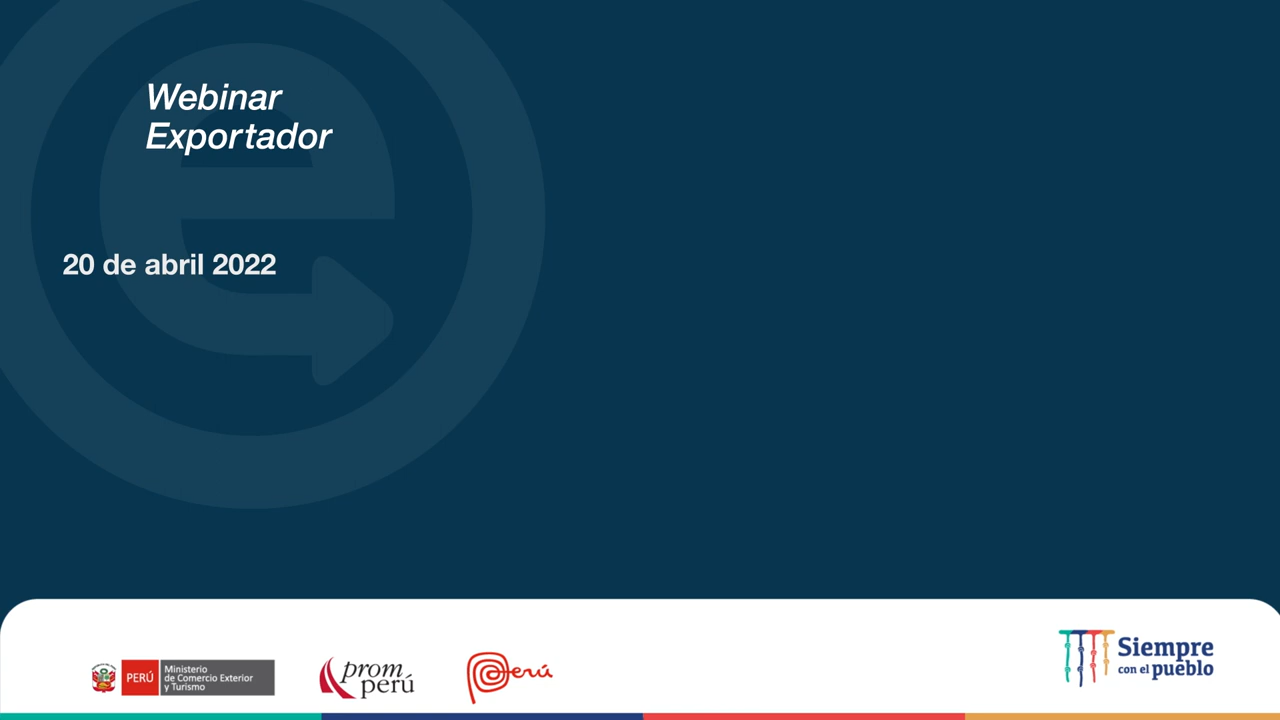 Webinar
Exportador
20 de abril 2022
PERÚ
Ministerio
de Comercio Exterior
y Turismo
prom
perú
Perú
Siempre
con el pueblo